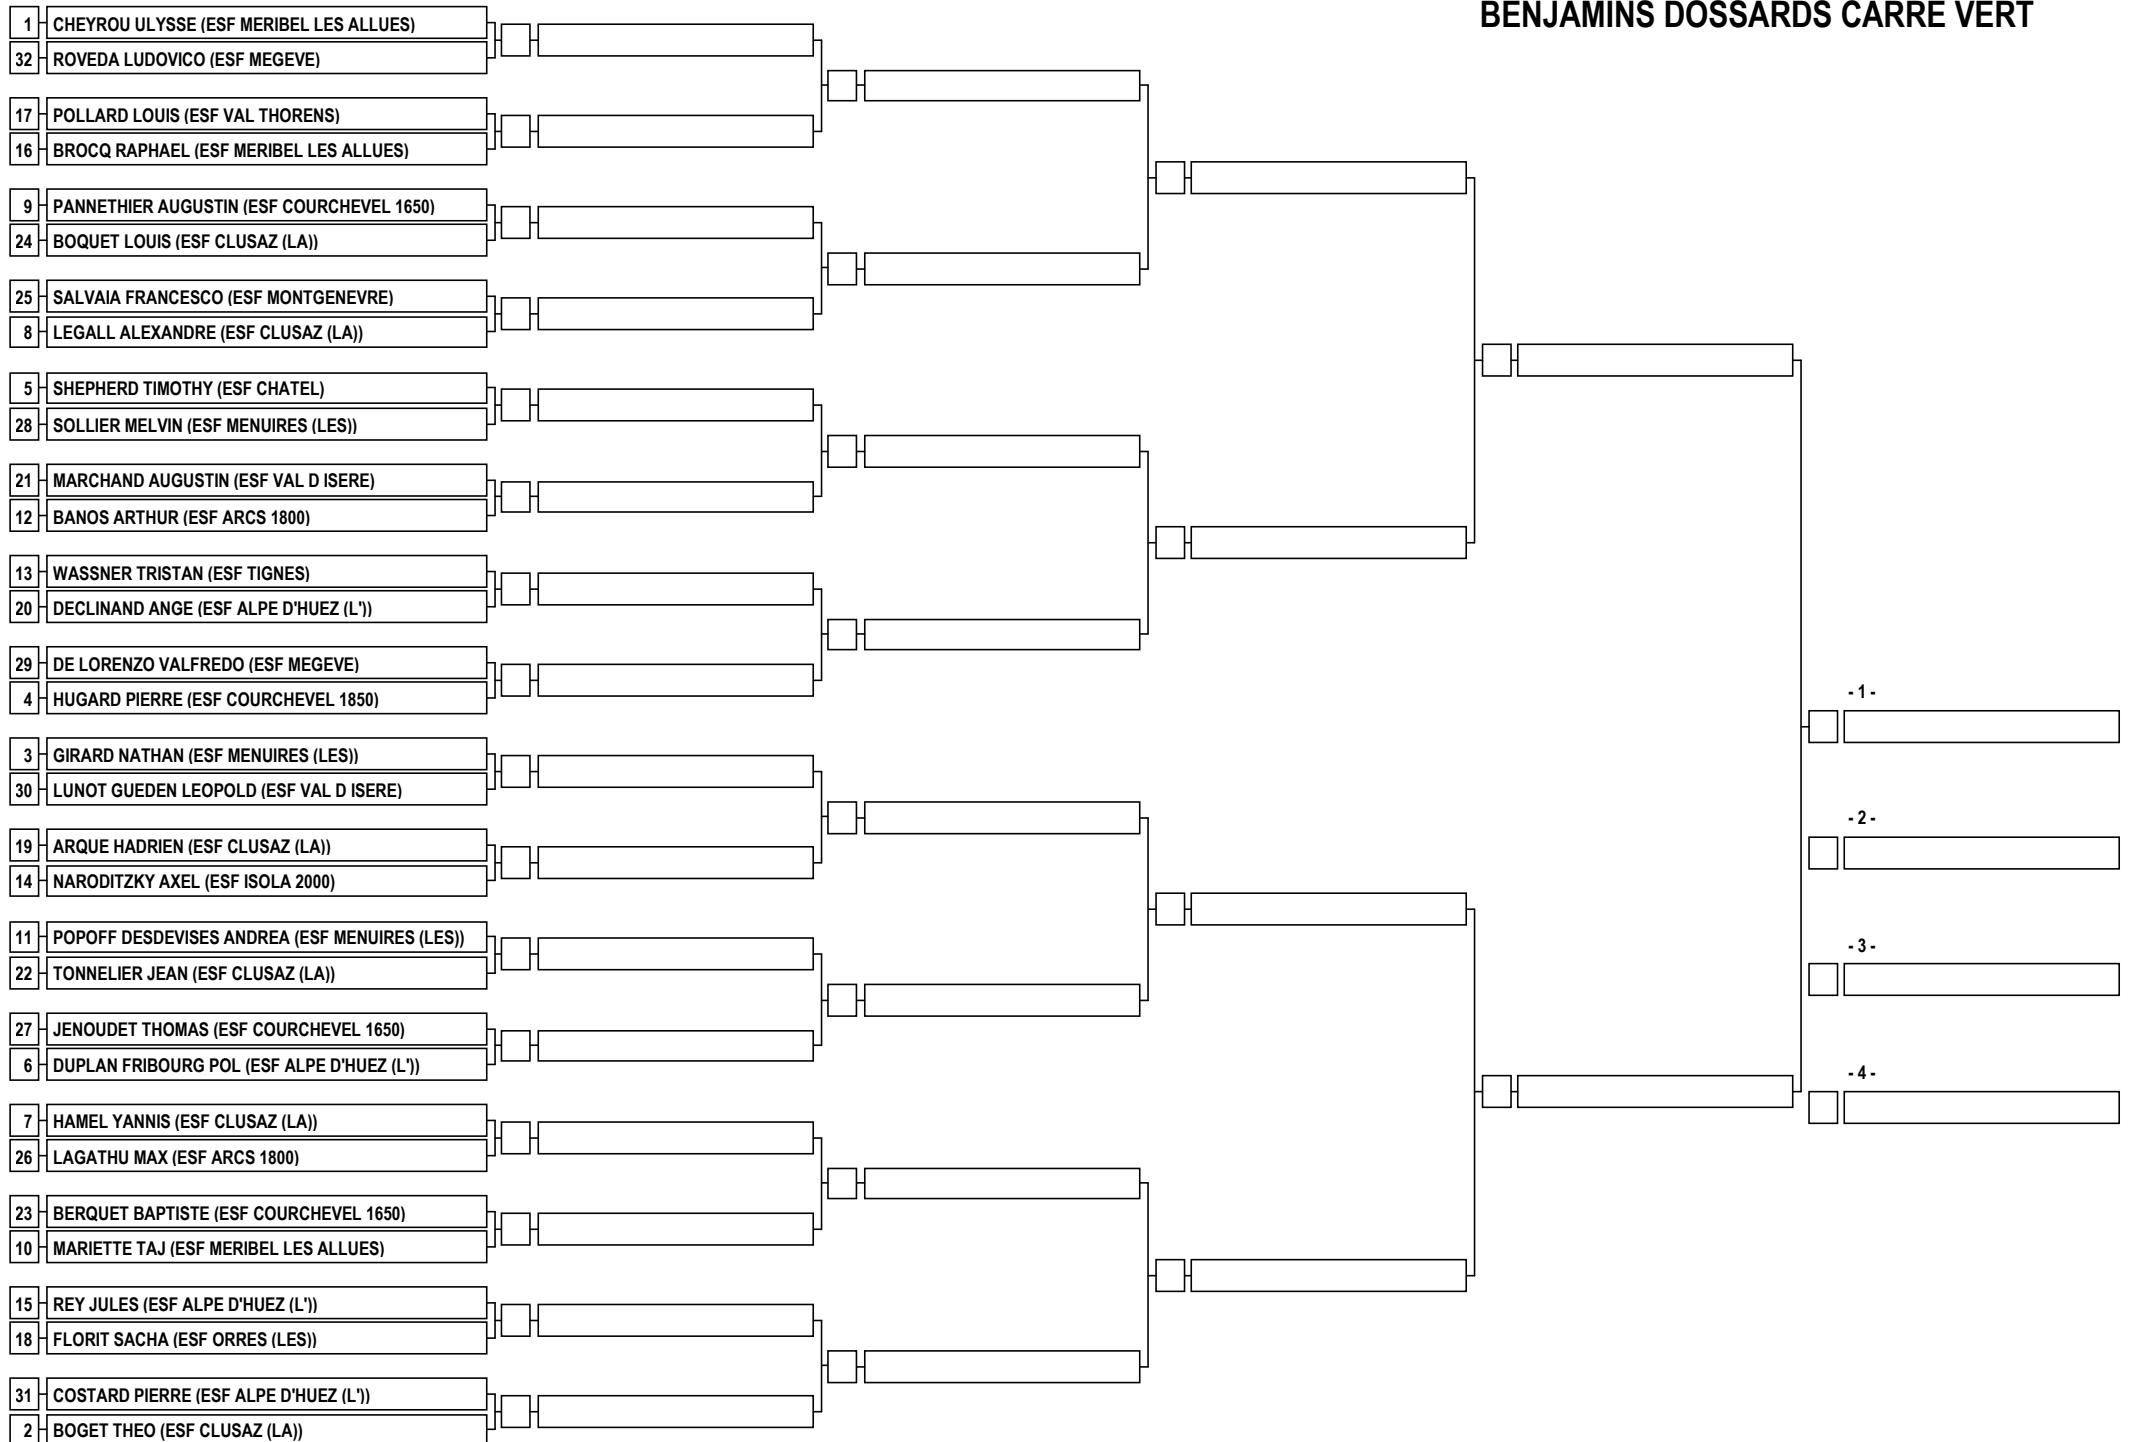 BENJAMINS DOSSARDS CARRE VERT
1 CHEYROU ULYSSE (ESF MERIBEL LES ALLUES)
32 ROVEDA LUDOVICO (ESF MEGEVE)
17 POLLARD LOUIS (ESF VAL THORENS)
16 BROCQ RAPHAEL (ESF MERIBEL LES ALLUES)
9 PANNETHIER AUGUSTIN (ESF COURCHEVEL 1650)
24 BOQUET LOUIS (ESF CLUSAZ (LA))
25 SALVAIA FRANCESCO (ESF MONTGENEVRE)
8 LEGALL ALEXANDRE (ESF CLUSAZ (LA))
5 SHEPHERD TIMOTHY (ESF CHATEL)
28 SOLLIER MELVIN (ESF MENUIRES (LES))
21 MARCHAND AUGUSTIN (ESF VAL D ISERE)
12 BANOS ARTHUR (ESF ARCS 1800)
13 WASSNER TRISTAN (ESF TIGNES)
20 DECLINAND ANGE (ESF ALPE D'HUEZ (L'))
29 DE LORENZO VALFREDO (ESF MEGEVE)
4 HUGARD PIERRE (ESF COURCHEVEL 1850)
3 GIRARD NATHAN (ESF MENUIRES (LES))
30 LUNOT GUEDEN LEOPOLD (ESF VAL D ISERE)
19 ARQUE HADRIEN (ESF CLUSAZ (LA))
14 NARODITZKY AXEL (ESF ISOLA 2000)
11 POPOFF DESDEVISES ANDREA (ESF MENUIRES (LES))
22 TONNELIER JEAN (ESF CLUSAZ (LA))
27 JENOUDET THOMAS (ESF COURCHEVEL 1650)
6 DUPLAN FRIBOURG POL (ESF ALPE D'HUEZ (L'))
7 HAMEL YANNIS (ESF CLUSAZ (LA))
26 LAGATHU MAX (ESF ARCS 1800)
23 BERQUET BAPTISTE (ESF COURCHEVEL 1650)
10 MARIETTE TAJ (ESF MERIBEL LES ALLUES)
15 REY JULES (ESF ALPE D'HUEZ (L'))
18 FLORIT SACHA (ESF ORRES (LES))
31 COSTARD PIERRE (ESF ALPE D'HUEZ (L'))
2 BOGET THEO (ESF CLUSAZ (LA))
- 1 -
- 2 -
- 3 -
- 4 -